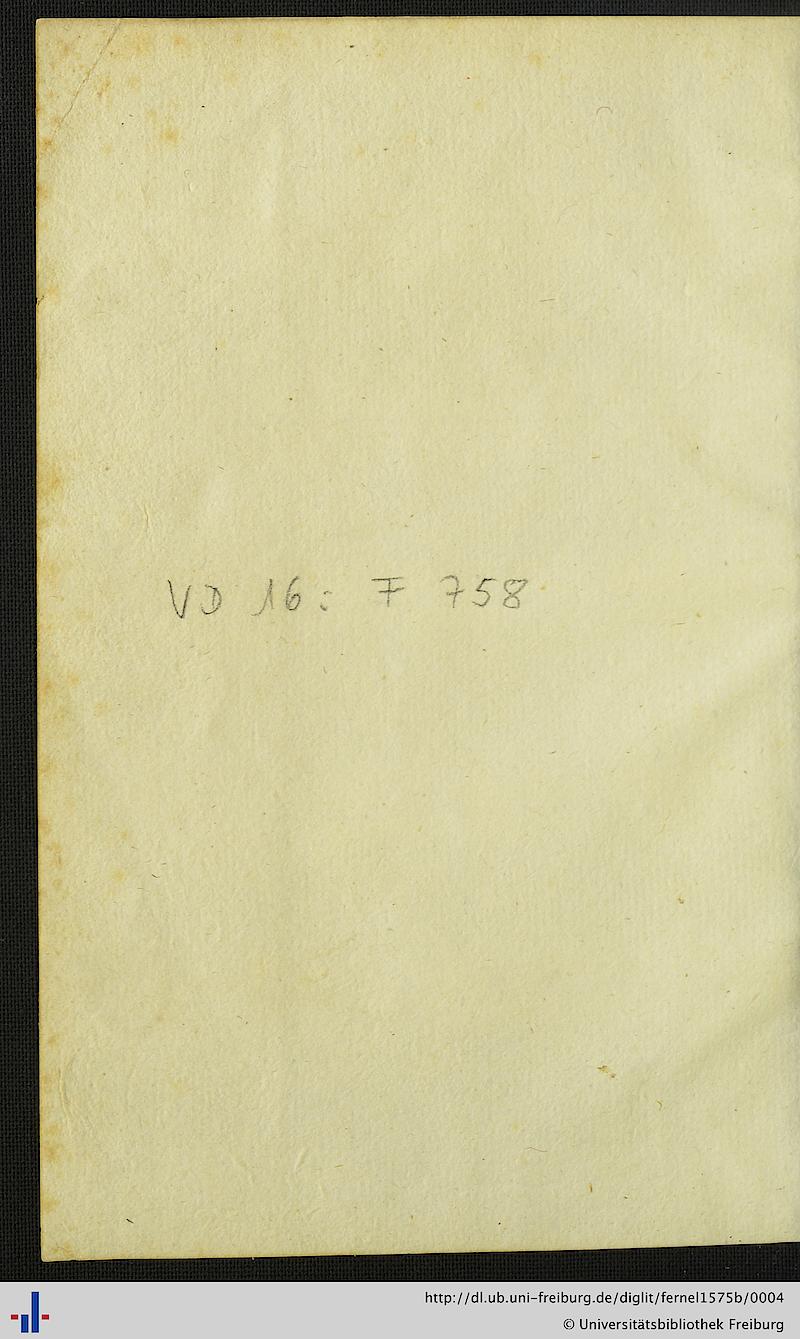 VD 16: F 758
http://dl.ub.uni-freiburg.de/diglit/fernel1575b/0004
© Universitätsbibliothek Freiburg